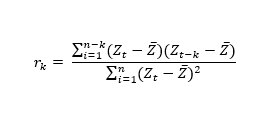 r_k = \frac{\sum_{i=1}^{n-k}(Z_t - \bar{Z})(Z_{t-k} - \bar{Z})}{\sum_{i=1}^{n}(Z_t - \bar{Z})^2}